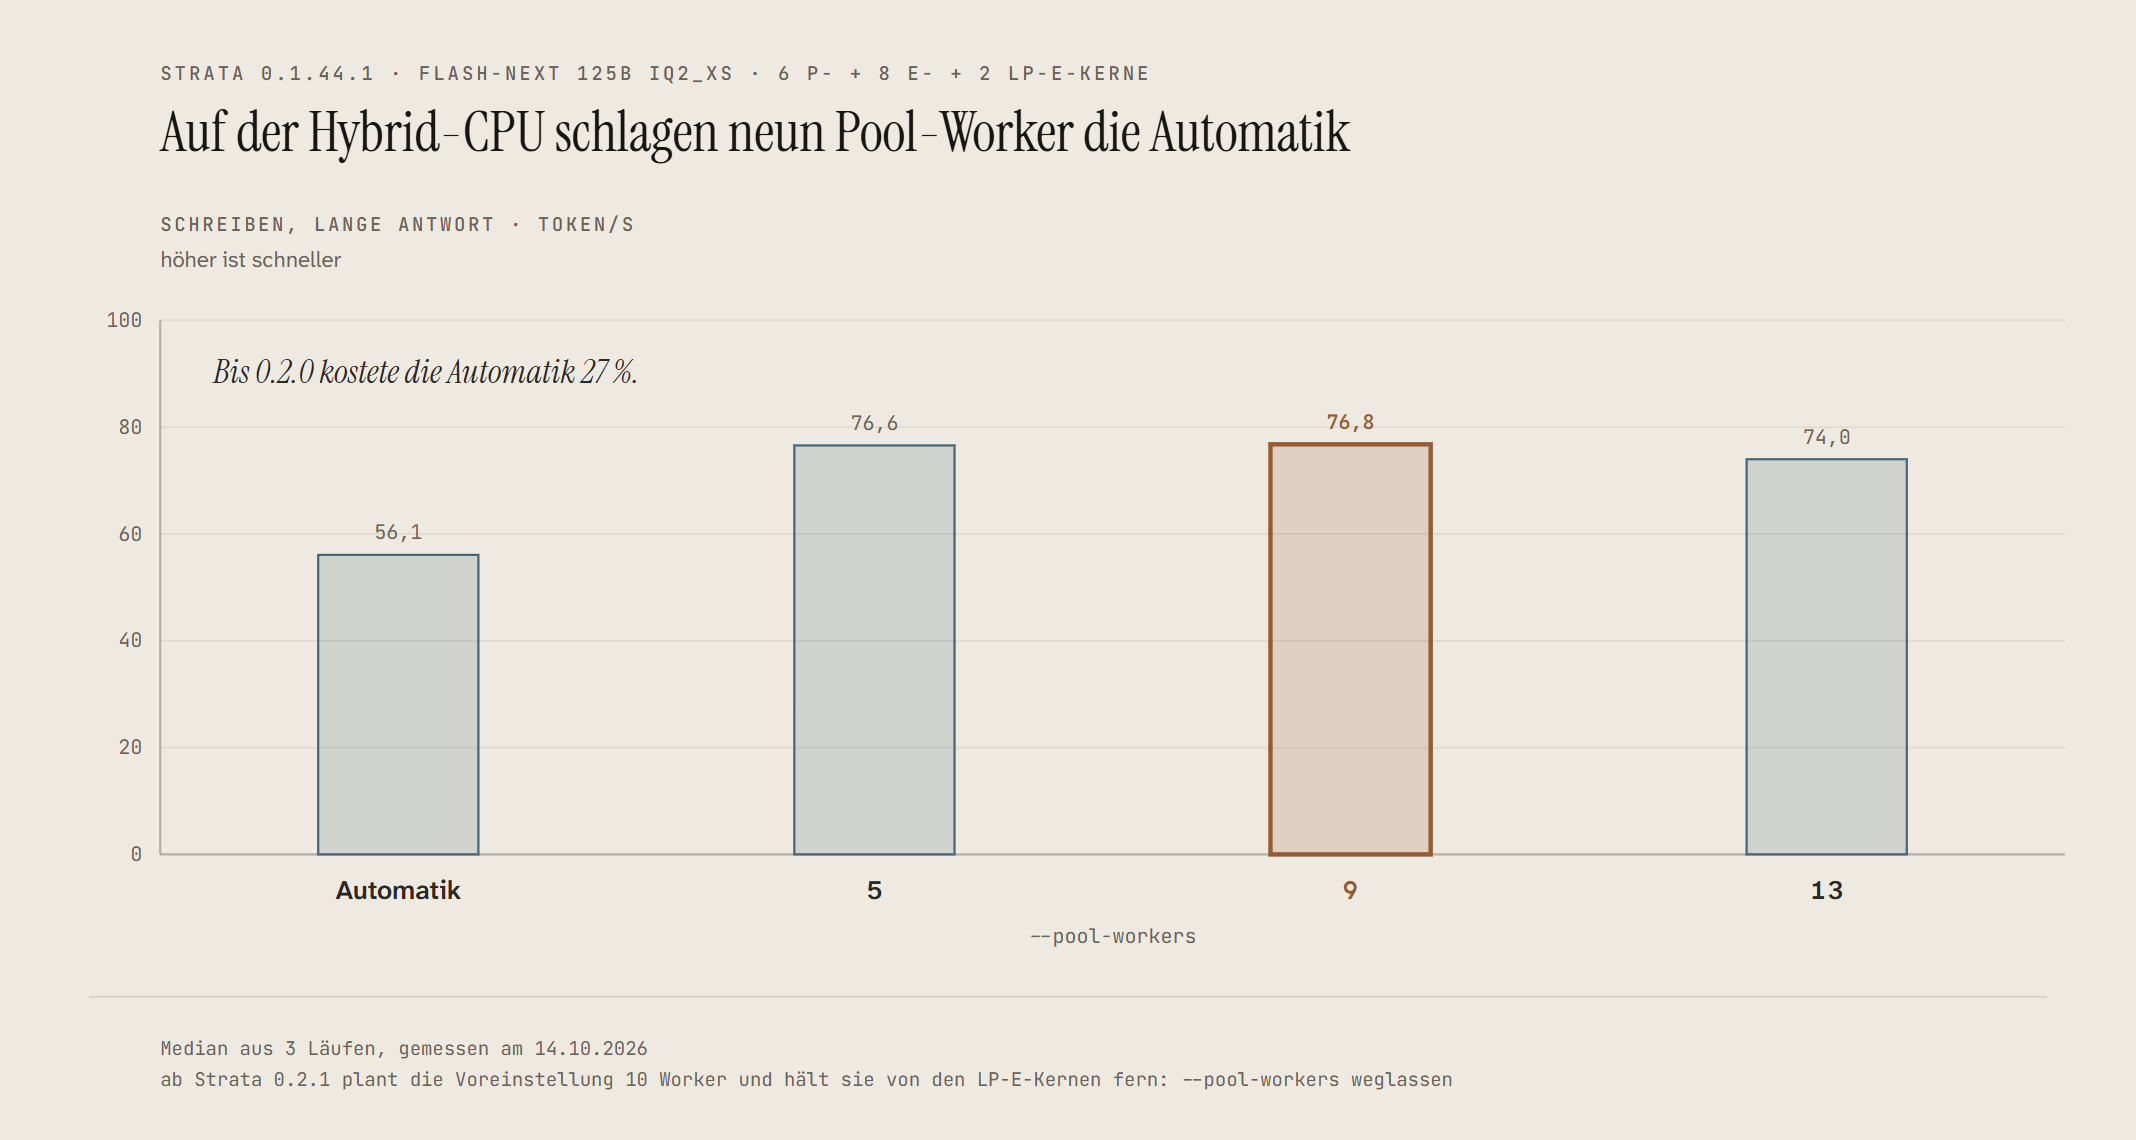 STRATA 0.1.44.1 · FLASH-NEXT 125B IQ2_XS · 6 P- + 8 E- + 2 LP-E-KERNE
Auf der Hybrid-CPU schlagen neun Pool-Worker die Automatik
SCHREIBEN, LANGE ANTWORT · TOKEN/S
höher ist schneller
100
Bis 0.2.0 kostete die Automatik 27 %.
80
76,6
76,8
74,0
60
56,1
40
20
0
Automatik
5
9
13
--pool-workers
Median aus 3 Läufen, gemessen am 14.10.2026
ab Strata 0.2.1 plant die Voreinstellung 10 Worker und hält sie von den LP-E-Kernen fern: --pool-workers weglassen